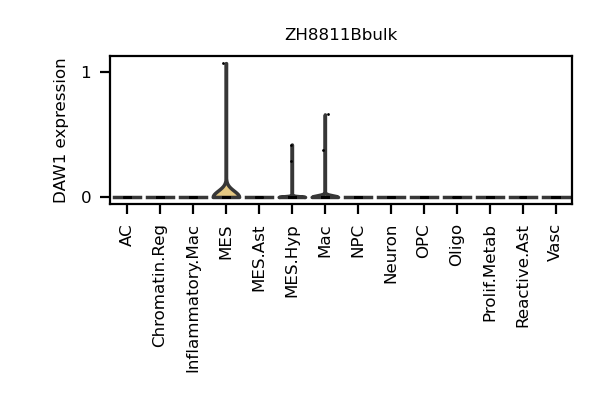 ZH8811Bbulk
DAW1 expression
1
0
AC
Chromatin.Reg
Inflammatory.Mac
MES
MES.Ast
MES.Hyp
Mac
NPC
Neuron
OPC
Oligo
Prolif.Metab
Reactive.Ast
Vasc